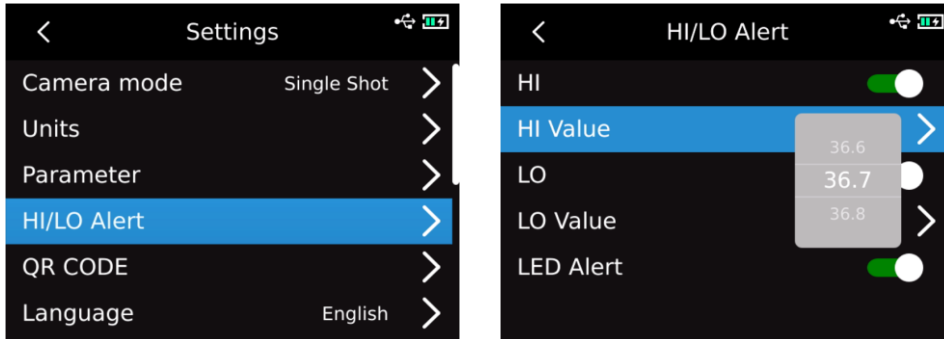 Settings
Camera mode Single Shot
Units
Parameter
HI/LO Alert
QR CODE
Language English
HI/LO Alert
HI
HI Value
36.6
LO
36.7
LO Value
36.8
LED Alert